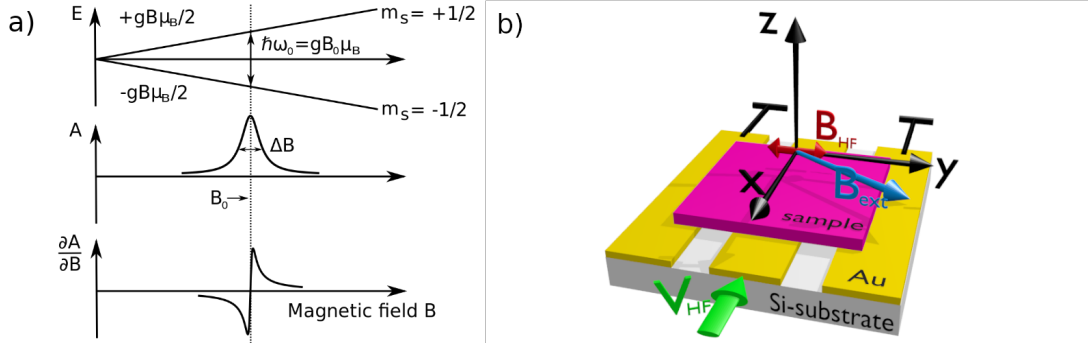 a)
E
+gBμB/2
mS= +1/2
ħω0=gB0μB
-gBμB/2
mS= -1/2
A
ΔB
B0
∂A
∂B
Magnetic field B
b)
z
T
T
BHF
y
x
Bext
sample
Au
VHF
Si-substrate